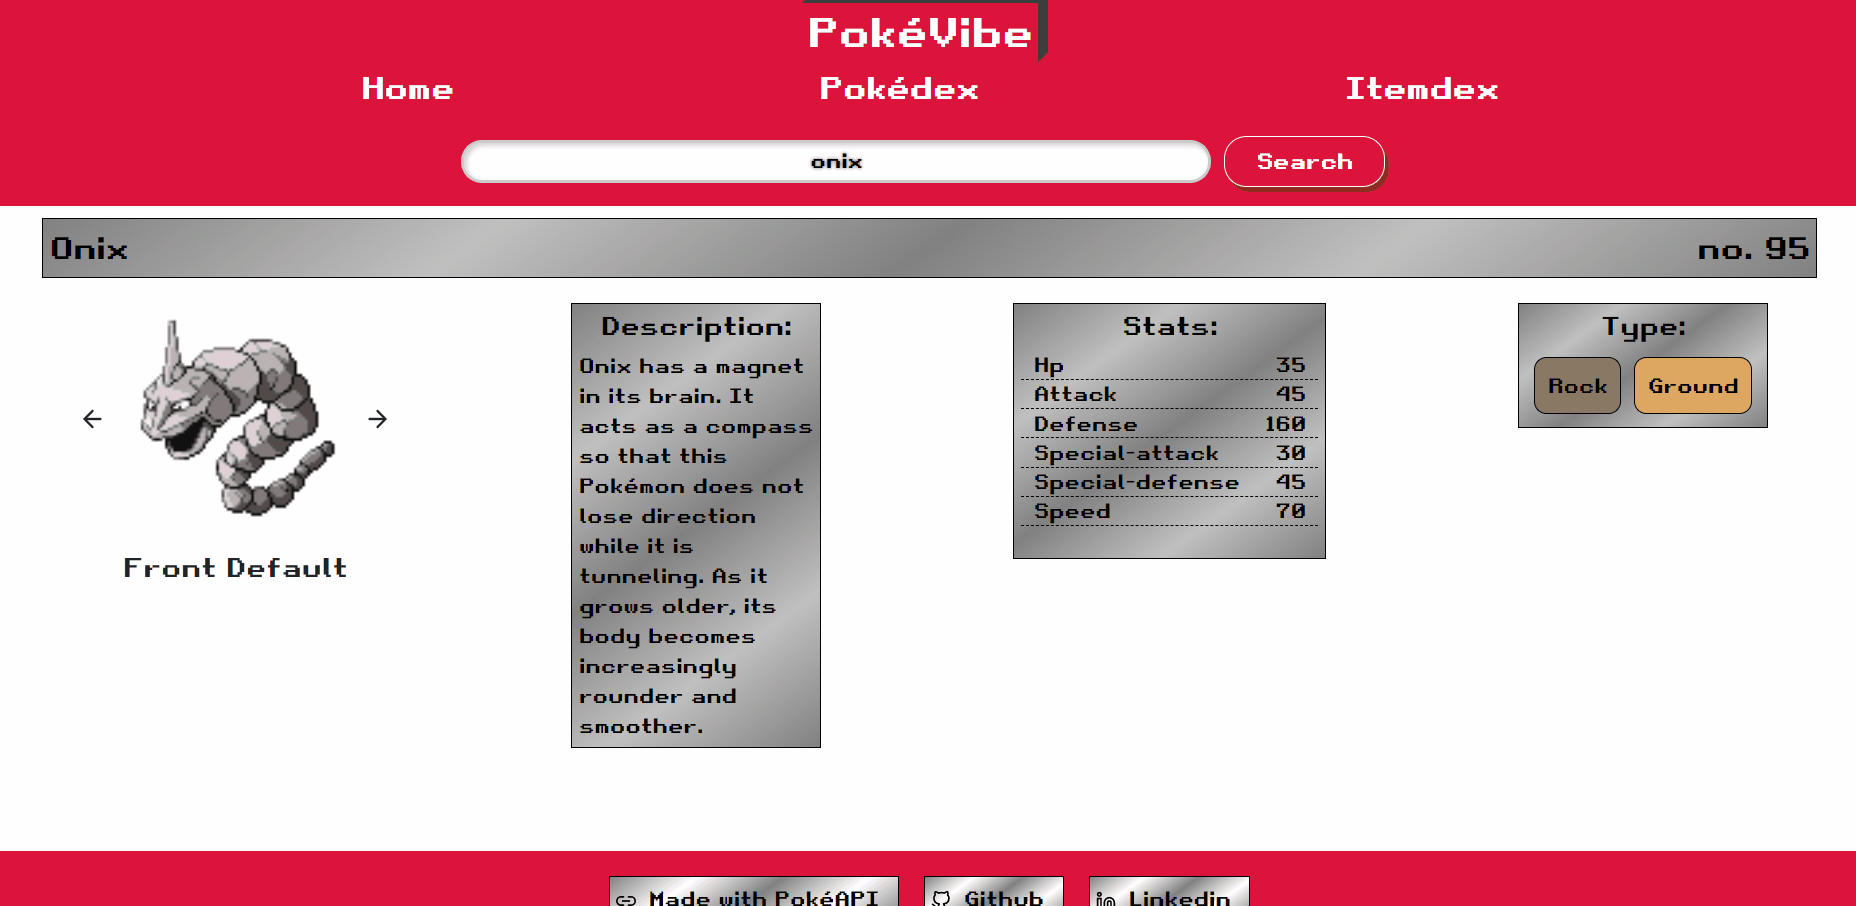 PokéVibe
Home Pokédex Itemdex
onix Search
Onix no. 95
Description:
Onix has a magnet
in its brain. It
acts as a compass
so that this
Pokémon does not
lose direction
while it is
tunneling. As it
grows older, its
body becomes
increasingly
rounder and
smoother.
Stats:
Hp 35
Attack 45
Defense 160
Special-attack 30
Special-defense 45
Speed 70
Type:
Rock Ground
Front Default
Made with PokéAPI Github Linkedin